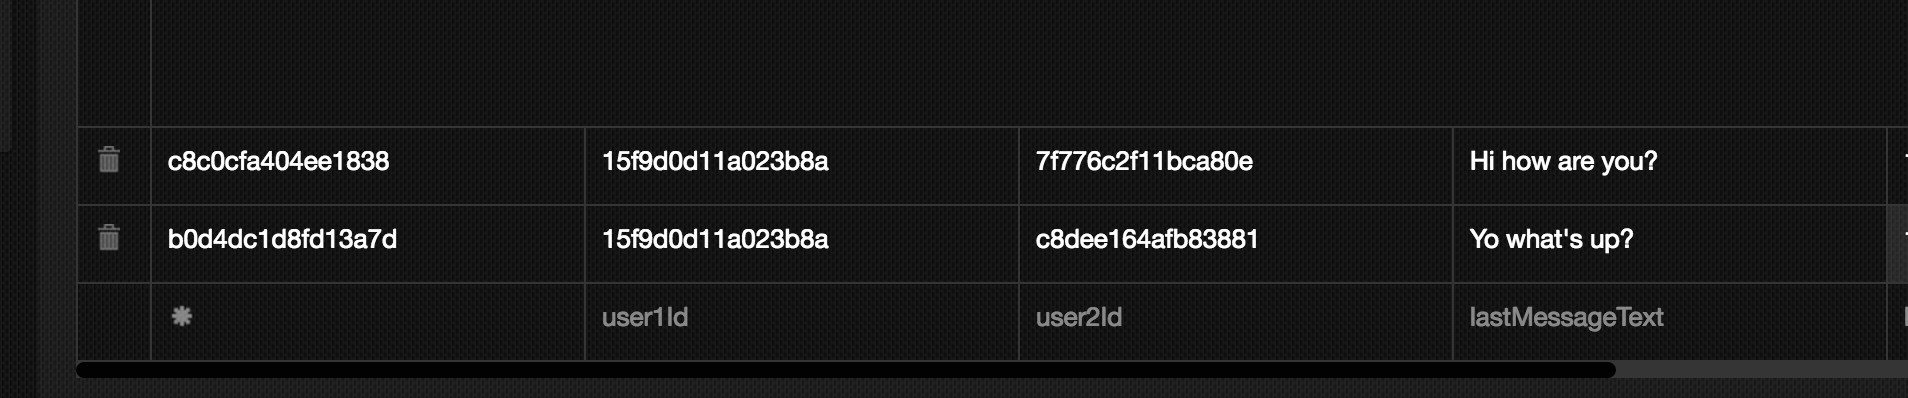 c8c0cfa404ee1838 15f9d0d11a023b8a 7f776c2f11bca80e Hi how are you?
b0d4dc1d8fd13a7d 15f9d0d11a023b8a c8dee164afb83881 Yo what's up?
user1Id user2Id lastMessageText